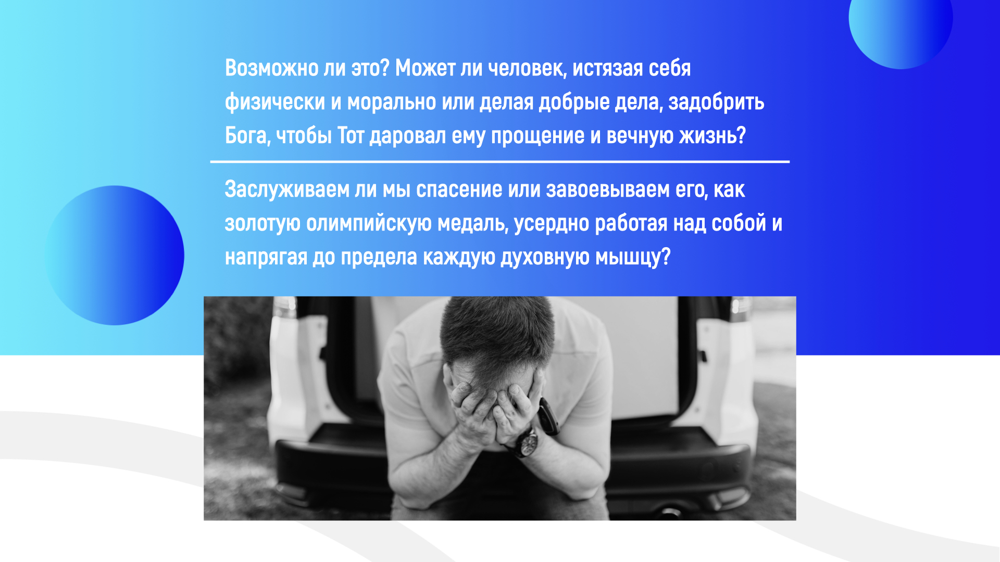 Возможно ли это? Может ли человек, истязая себя
физически и морально или делая добрые дела, задобрить
Бога, чтобы Тот даровал ему прощение и вечную жизнь?
Заслуживаем ли мы спасение или завоевываем его, как
золотую олимпийскую медаль, усердно работая над собой и
напрягая до предела каждую духовную мышцу?